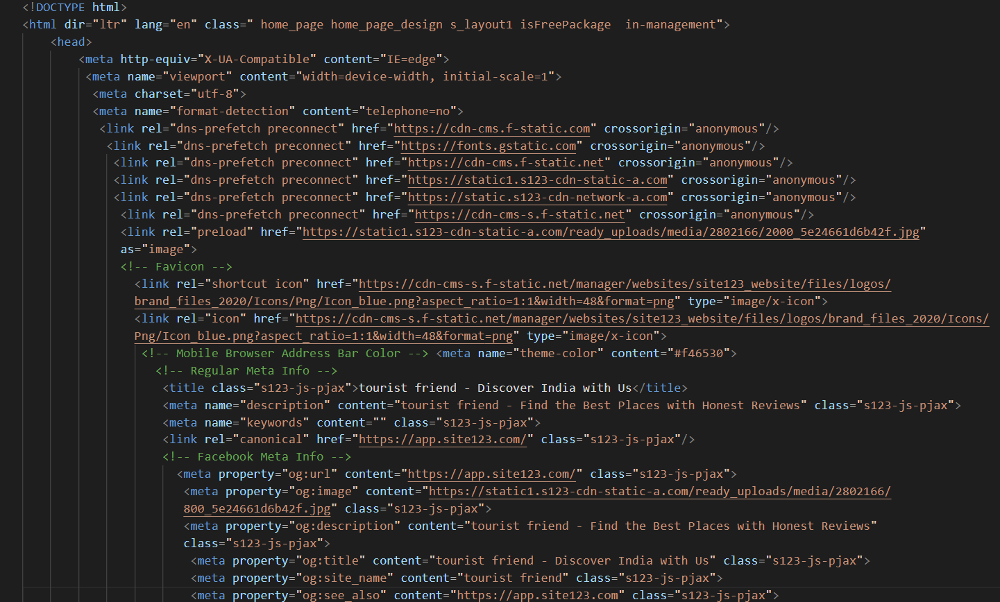 <!DOCTYPE html>
<html dir="ltr" lang="en" class=" home_page home_page_design s_layout1 isFreePackage  in-management">
<head>
<meta http-equiv="X-UA-Compatible" content="IE=edge">
<meta name="viewport" content="width=device-width, initial-scale=1">
<meta charset="utf-8">
<meta name="format-detection" content="telephone=no">
<link rel="dns-prefetch preconnect" href="https://cdn-cms.f-static.com" crossorigin="anonymous"/>
<link rel="dns-prefetch preconnect" href="https://fonts.gstatic.com" crossorigin="anonymous"/>
<link rel="dns-prefetch preconnect" href="https://cdn-cms.f-static.net" crossorigin="anonymous"/>
<link rel="dns-prefetch preconnect" href="https://static1.s123-cdn-static-a.com" crossorigin="anonymous"/>
<link rel="dns-prefetch preconnect" href="https://static.s123-cdn-network-a.com" crossorigin="anonymous"/>
<link rel="dns-prefetch preconnect" href="https://cdn-cms-s.f-static.net" crossorigin="anonymous"/>
<link rel="preload" href="https://static1.s123-cdn-static-a.com/ready_uploads/media/2802166/2000_5e24661d6b42f.jpg"
as="image">
<!-- Favicon -->
<link rel="shortcut icon" href="https://cdn-cms-s.f-static.net/manager/websites/site123_website/files/logos/
brand_files_2020/Icons/Png/Icon_blue.png?aspect_ratio=1:1&width=48&format=png" type="image/x-icon">
<link rel="icon" href="https://cdn-cms-s.f-static.net/manager/websites/site123_website/files/logos/brand_files_2020/Icons/
Png/Icon_blue.png?aspect_ratio=1:1&width=48&format=png" type="image/x-icon">
<!-- Mobile Browser Address Bar Color --> <meta name="theme-color" content="#f46530">
<!-- Regular Meta Info -->
<title class="s123-js-pjax">tourist friend - Discover India with Us</title>
<meta name="description" content="tourist friend - Find the Best Places with Honest Reviews" class="s123-js-pjax">
<meta name="keywords" content="" class="s123-js-pjax">
<link rel="canonical" href="https://app.site123.com/" class="s123-js-pjax"/>
<!-- Facebook Meta Info -->
<meta property="og:url" content="https://app.site123.com/" class="s123-js-pjax">
<meta property="og:image" content="https://static1.s123-cdn-static-a.com/ready_uploads/media/2802166/
800_5e24661d6b42f.jpg" class="s123-js-pjax">
<meta property="og:description" content="tourist friend - Find the Best Places with Honest Reviews"
class="s123-js-pjax">
<meta property="og:title" content="tourist friend - Discover India with Us" class="s123-js-pjax">
<meta property="og:site_name" content="tourist friend" class="s123-js-pjax">
<meta property="og:see_also" content="https://app.site123.com" class="s123-js-pjax">